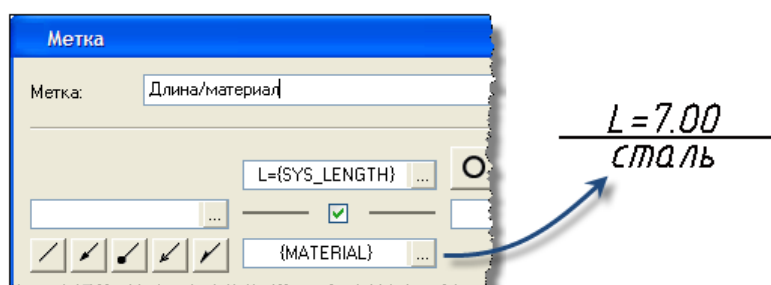 Метка
Метка: Длина/материал
L={SYS_LENGTH} ...
...
{MATERIAL} ...
L=7.00
сталь